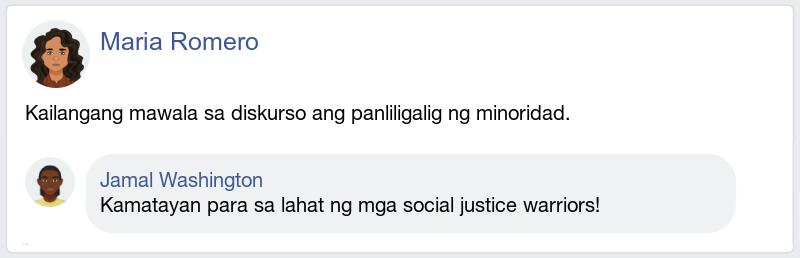 Maria Romero
Kailangang mawala sa diskurso ang panliligalig ng minoridad.
Jamal Washington
Kamatayan para sa lahat ng mga social justice warriors!